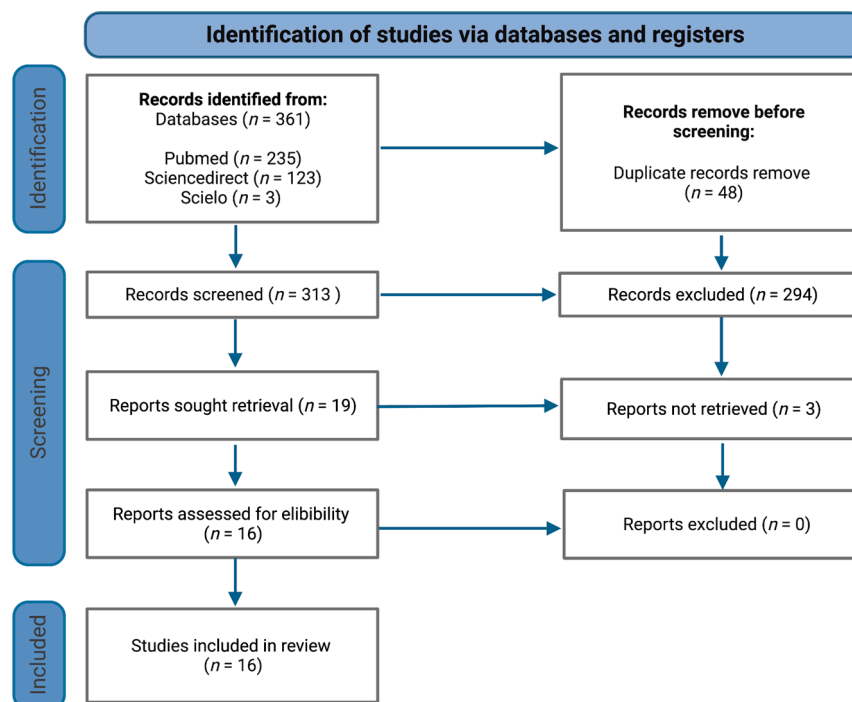 Identification of studies via databases and registers
Identification
Records identified from:
Databases (n = 361)
Pubmed (n = 235)
Sciencedirect (n = 123)
Scielo (n = 3)
Records remove before
screening:
Duplicate records remove
(n = 48)
Screening
Records screened (n = 313 )
Records excluded (n = 294)
Reports sought retrieval (n = 19)
Reports not retrieved (n = 3)
Reports assessed for elibibility
(n = 16)
Reports excluded (n = 0)
Included
Studies included in review
(n = 16)